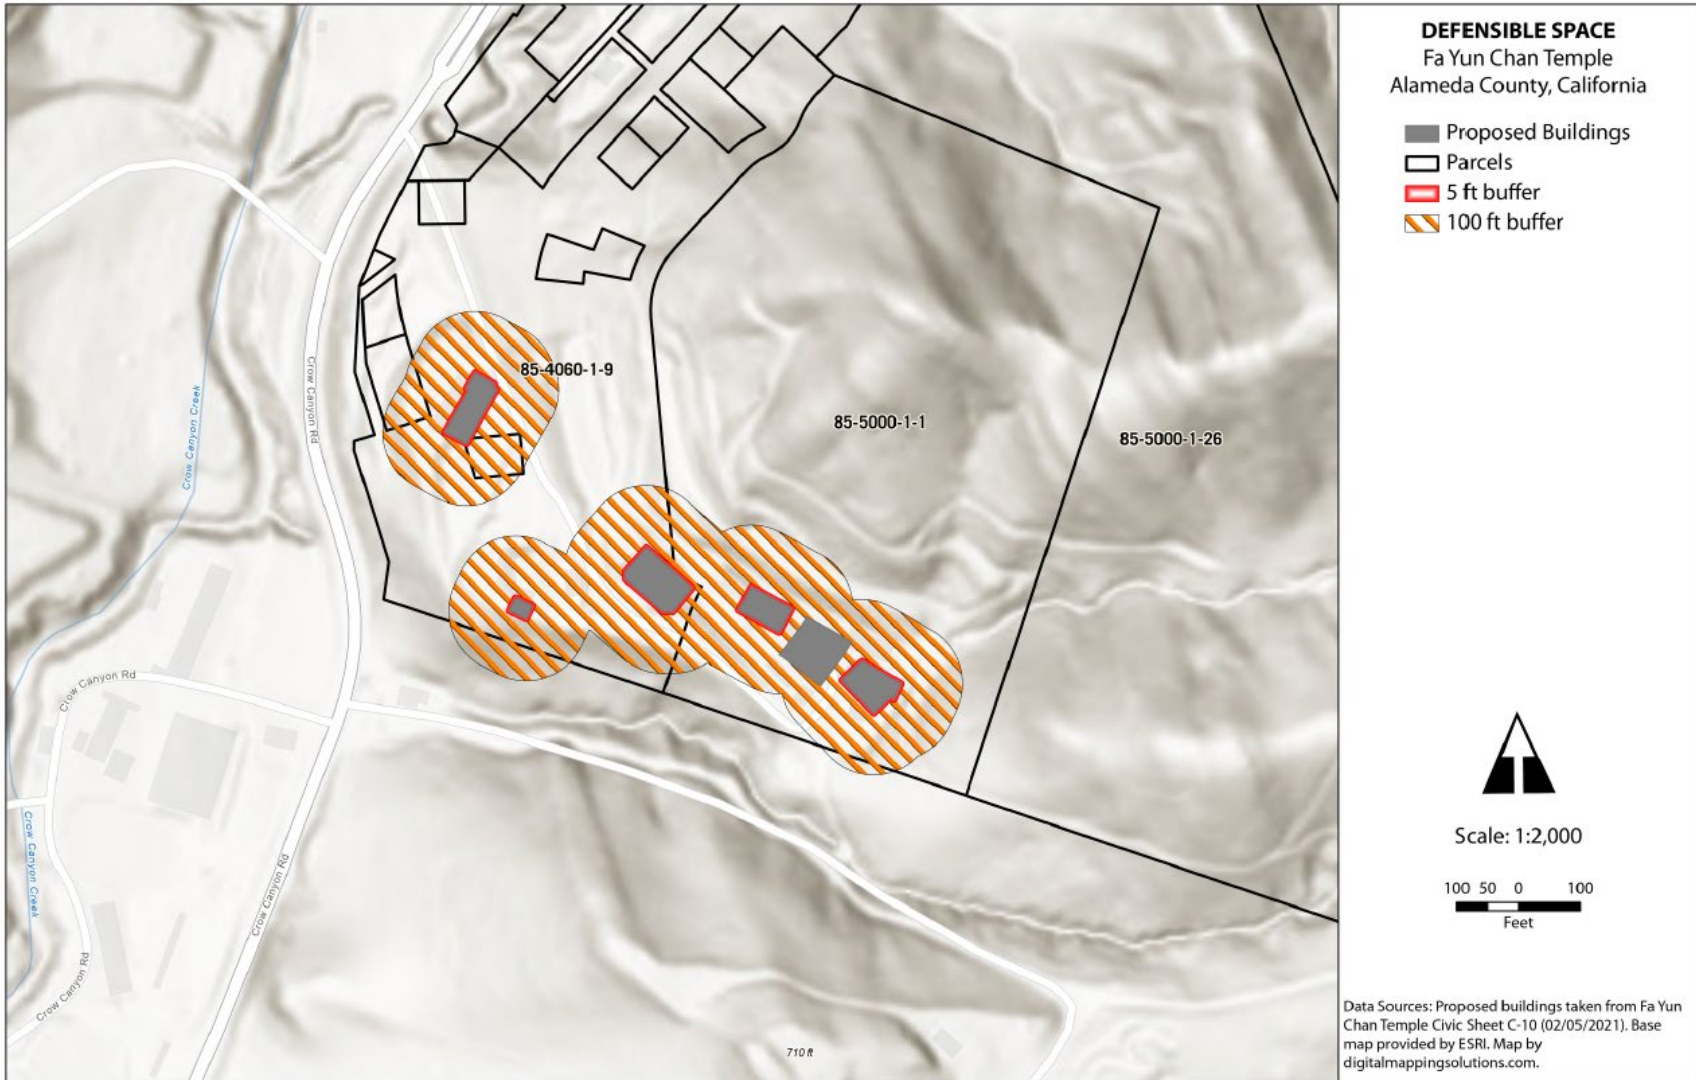 DEFENSIBLE SPACE
Fa Yun Chan Temple
Alameda County, California
Proposed Buildings
Parcels
5 ft buffer
100 ft buffer
85-4060-1-9
85-5000-1-1
85-5000-1-26
Crow Canyon Rd
Crow Canyon Creek
Crow Canyon Rd
Crow Canyon Creek
Crow Canyon Rd
Crow Canyon Rd
710 ft
Scale: 1:2,000
100 50 0 100
Feet
Data Sources: Proposed buildings taken from Fa Yun
Chan Temple Civic Sheet C-10 (02/05/2021). Base
map provided by ESRI. Map by
digitalmappingsolutions.com.